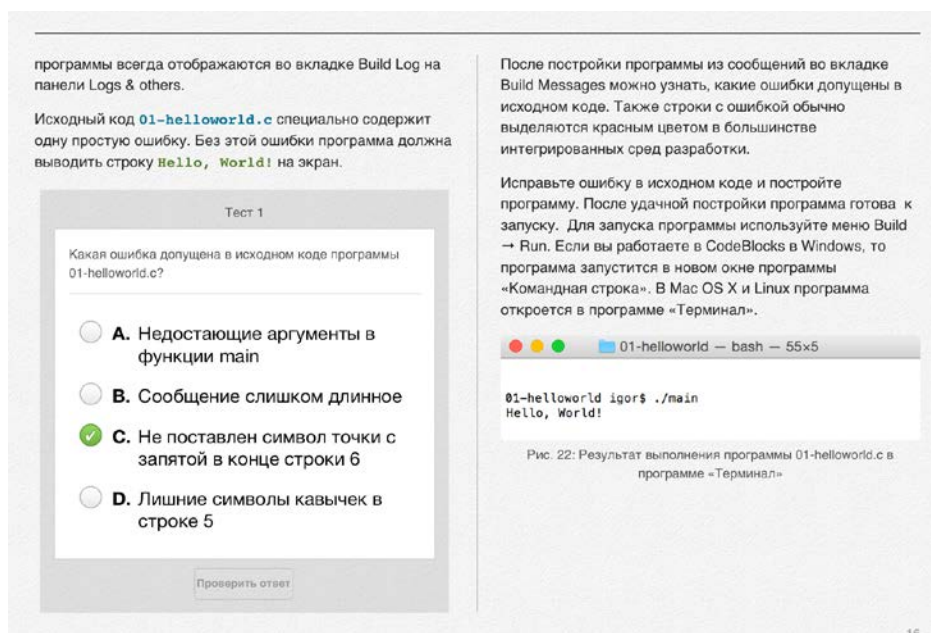 программы всегда отображаются во вкладке Build Log на
панели Logs & others.
Исходный код 01-helloworld.c специально содержит
одну простую ошибку. Без этой ошибки программа должна
выводить строку Hello, World! на экран.
Тест 1
Какая ошибка допущена в исходном коде программы
01-helloworld.c?
A. Недостающие аргументы в
функции main
B. Сообщение слишком длинное
C. Не поставлен символ точки с
запятой в конце строки 6
D. Лишние символы кавычек в
строке 5
Проверить ответ
После постройки программы из сообщений во вкладке
Build Messages можно узнать, какие ошибки допущены в
исходном коде. Также строки с ошибкой обычно
выделяются красным цветом в большинстве
интегрированных сред разработки.
Исправьте ошибку в исходном коде и постройте
программу. После удачной постройки программа готова к
запуску. Для запуска программы используйте меню Build
→ Run. Если вы работаете в CodeBlocks в Windows, то
программа запустится в новом окне программы
«Командная строка». В Mac OS X и Linux программа
откроется в программе «Терминал».
01-helloworld — bash — 55×5
01-helloworld igor$ ./main
Hello, World!
Рис. 22: Результат выполнения программы 01-helloworld.c в
программе «Терминал»